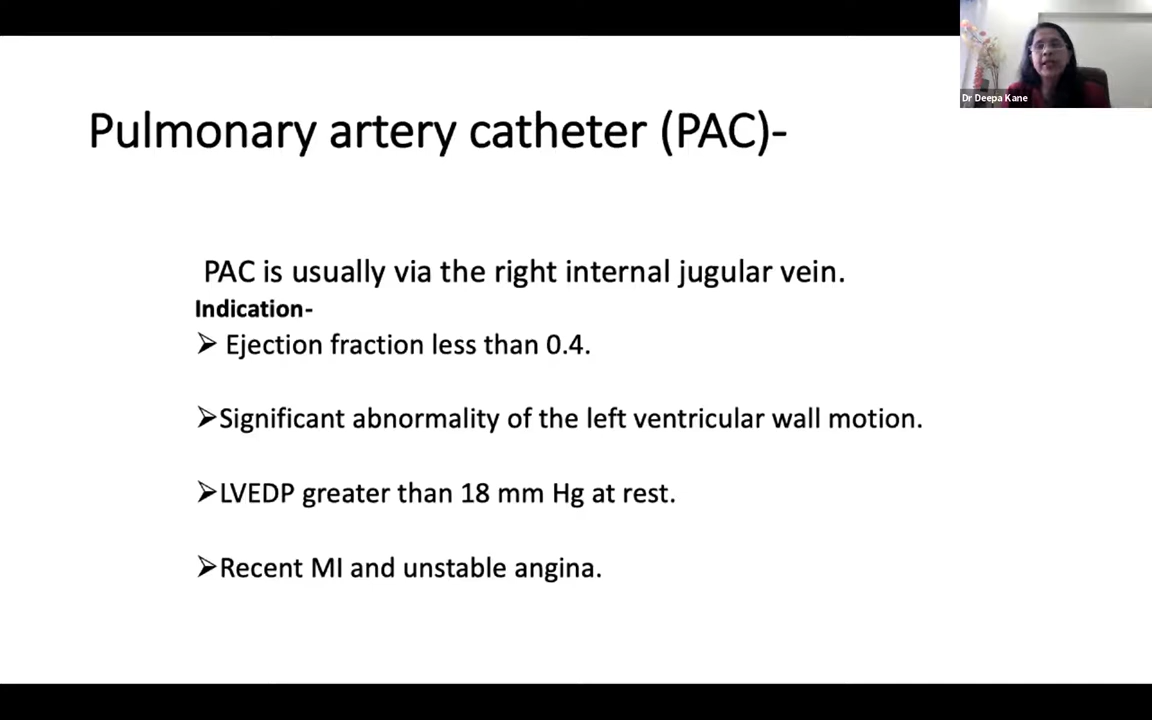 Dr Deepa Kane
Pulmonary artery catheter (PAC)-
PAC is usually via the right internal jugular vein.
Indication-
➢ Ejection fraction less than 0.4.
➢Significant abnormality of the left ventricular wall motion.
➢LVEDP greater than 18 mm Hg at rest.
➢Recent MI and unstable angina.